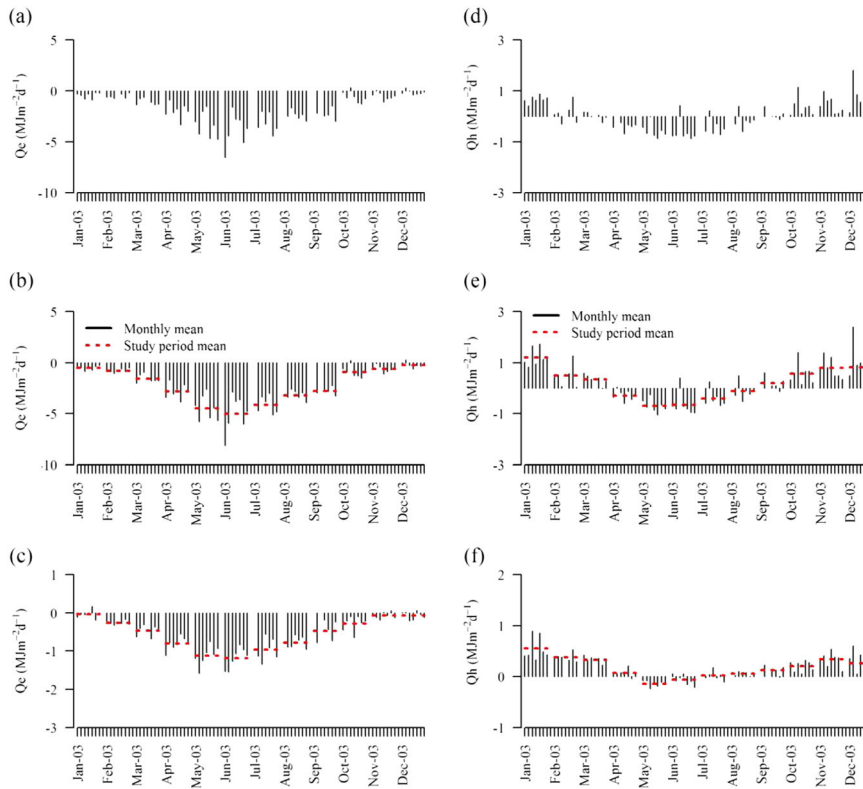 (a)
5
0
-5
-10
Qe (MJm−2d−1)
Jan-03
Feb-03
Mar-03
Apr-03
May-03
Jun-03
Jul-03
Aug-03
Sep-03
Oct-03
Nov-03
Dec-03
(d)
3
1
-1
-3
Qh (MJm−2d−1)
Jan-03
Feb-03
Mar-03
Apr-03
May-03
Jun-03
Jul-03
Aug-03
Sep-03
Oct-03
Nov-03
Dec-03
(b)
5
0
-5
-10
Qe (MJm−2d−1)
Monthly mean
Study period mean
Jan-03
Feb-03
Mar-03
Apr-03
May-03
Jun-03
Jul-03
Aug-03
Sep-03
Oct-03
Nov-03
Dec-03
(e)
3
1
-1
-3
Qh (MJm−2d−1)
Monthly mean
Study period mean
Jan-03
Feb-03
Mar-03
Apr-03
May-03
Jun-03
Jul-03
Aug-03
Sep-03
Oct-03
Nov-03
Dec-03
(c)
1
0
-1
-2
-3
Qe (MJm−2d−1)
Jan-03
Feb-03
Mar-03
Apr-03
May-03
Jun-03
Jul-03
Aug-03
Sep-03
Oct-03
Nov-03
Dec-03
(f)
2
1
0
-1
Qh (MJm−2d−1)
Jan-03
Feb-03
Mar-03
Apr-03
May-03
Jun-03
Jul-03
Aug-03
Sep-03
Oct-03
Nov-03
Dec-03